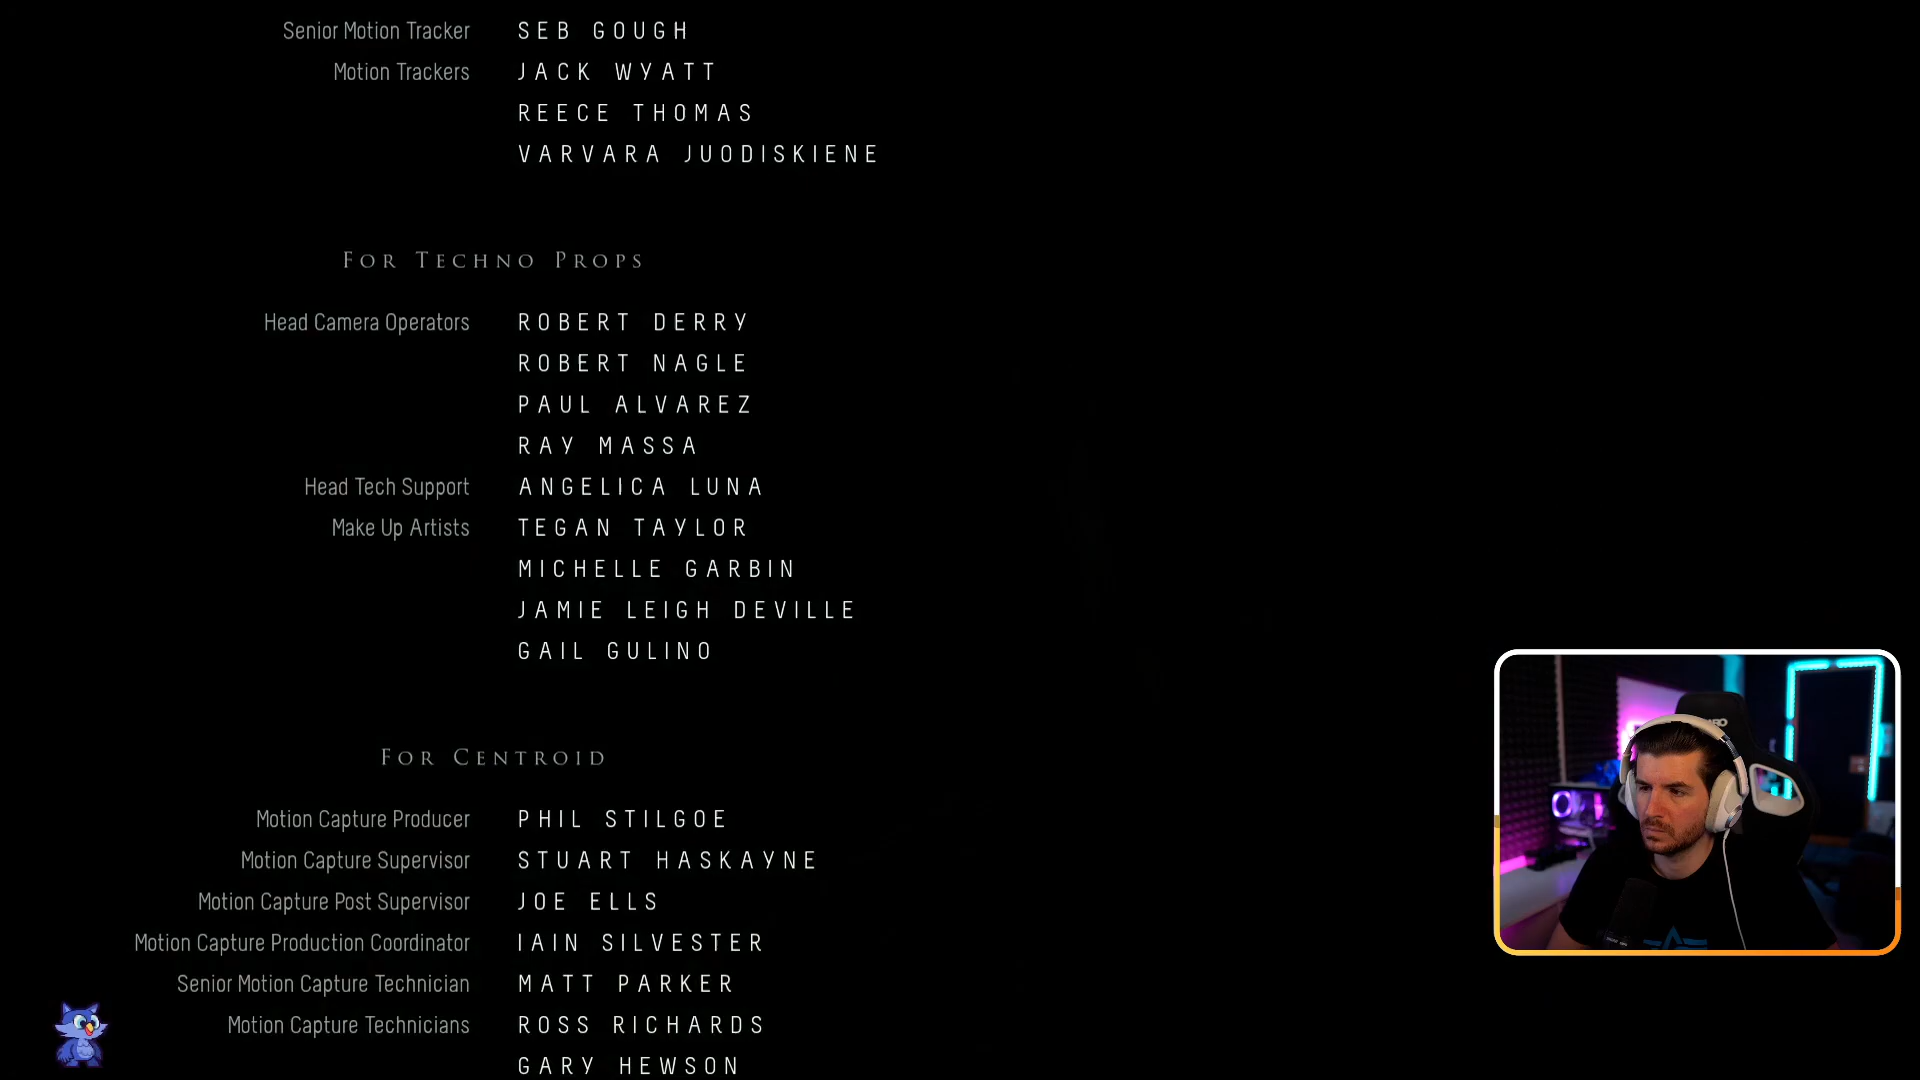 Senior Motion Tracker SEB GOUGH
Motion Trackers JACK WYATT
REECE THOMAS
VARVARA JUODISKIENE
FOR TECHNO PROPS
Head Camera Operators ROBERT DERRY
ROBERT NAGLE
PAUL ALVAREZ
RAY MASSA
Head Tech Support ANGELICA LUNA
Make Up Artists TEGAN TAYLOR
MICHELLE GARBIN
JAMIE LEIGH DEVILLE
GAIL GULINO
FOR CENTROID
Motion Capture Producer PHIL STILGOE
Motion Capture Supervisor STUART HASKAYNE
Motion Capture Post Supervisor JOE ELLS
Motion Capture Production Coordinator IAIN SILVESTER
Senior Motion Capture Technician MATT PARKER
Motion Capture Technicians ROSS RICHARDS
GARY HEWSON